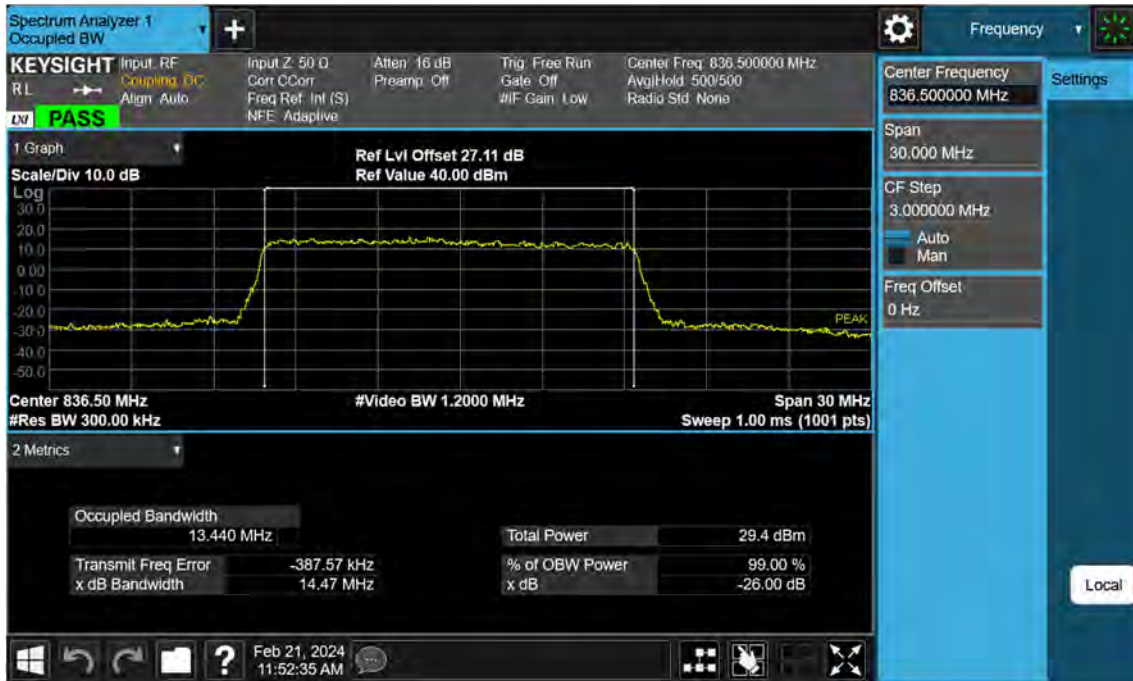 Spectrum Analyzer 1
Occupied BW
+
Frequency
KEYSIGHT Input: RF Input Z: 50 Ω Atten: 16 dB Trig: Free Run Center Freq: 836.500000 MHz
RL Coupling: DC Corr CCorr Preamp: Off Gate: Off Avg|Hold: 500/500
Align: Auto Freq Ref: Int (S) #IF Gain: Low Radio Std: None
LXI PASS NFE: Adaptive
Center Frequency
836.500000 MHz
Settings
Span
30.000 MHz
CF Step
3.000000 MHz
Auto
Man
Freq Offset
0 Hz
1 Graph
Ref Lvl Offset 27.11 dB
Scale/Div 10.0 dB Ref Value 40.00 dBm
Log
30.0
20.0
10.0
0.00
-10.0
-20.0
-30.0
-40.0
-50.0
PEAK
Center 836.50 MHz #Video BW 1.2000 MHz Span 30 MHz
#Res BW 300.00 kHz Sweep 1.00 ms (1001 pts)
2 Metrics
Occupied Bandwidth
13.440 MHz Total Power 29.4 dBm
Transmit Freq Error -387.57 kHz % of OBW Power 99.00 %
x dB Bandwidth 14.47 MHz x dB -26.00 dB
Local
? Feb 21, 2024
11:52:35 AM